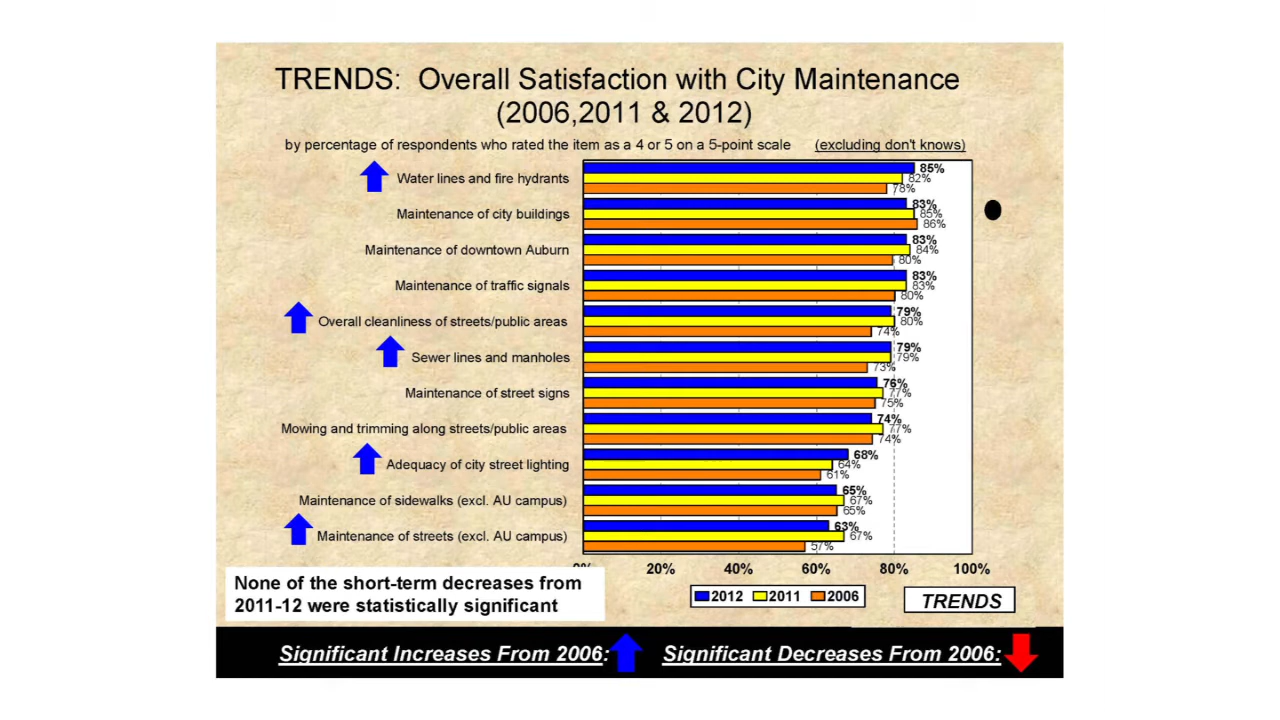 TRENDS: Overall Satisfaction with City Maintenance
(2006,2011 & 2012)
by percentage of respondents who rated the item as a 4 or 5 on a 5-point scale (excluding don't knows)
Water lines and fire hydrants 85% 82% 78%
Maintenance of city buildings 83% 85% 86%
Maintenance of downtown Auburn 83% 84% 80%
Maintenance of traffic signals 83% 83% 80%
Overall cleanliness of streets/public areas 79% 80% 74%
Sewer lines and manholes 79% 79% 73%
Maintenance of street signs 76% 77% 75%
Mowing and trimming along streets/public areas 74% 77% 74%
Adequacy of city street lighting 68% 64% 61%
Maintenance of sidewalks (excl. AU campus) 65% 67% 65%
Maintenance of streets (excl. AU campus) 63% 67% 57%
20% 40% 60% 80% 100%
None of the short-term decreases from
2011-12 were statistically significant
2012 2011 2006
TRENDS
Significant Increases From 2006: Significant Decreases From 2006: